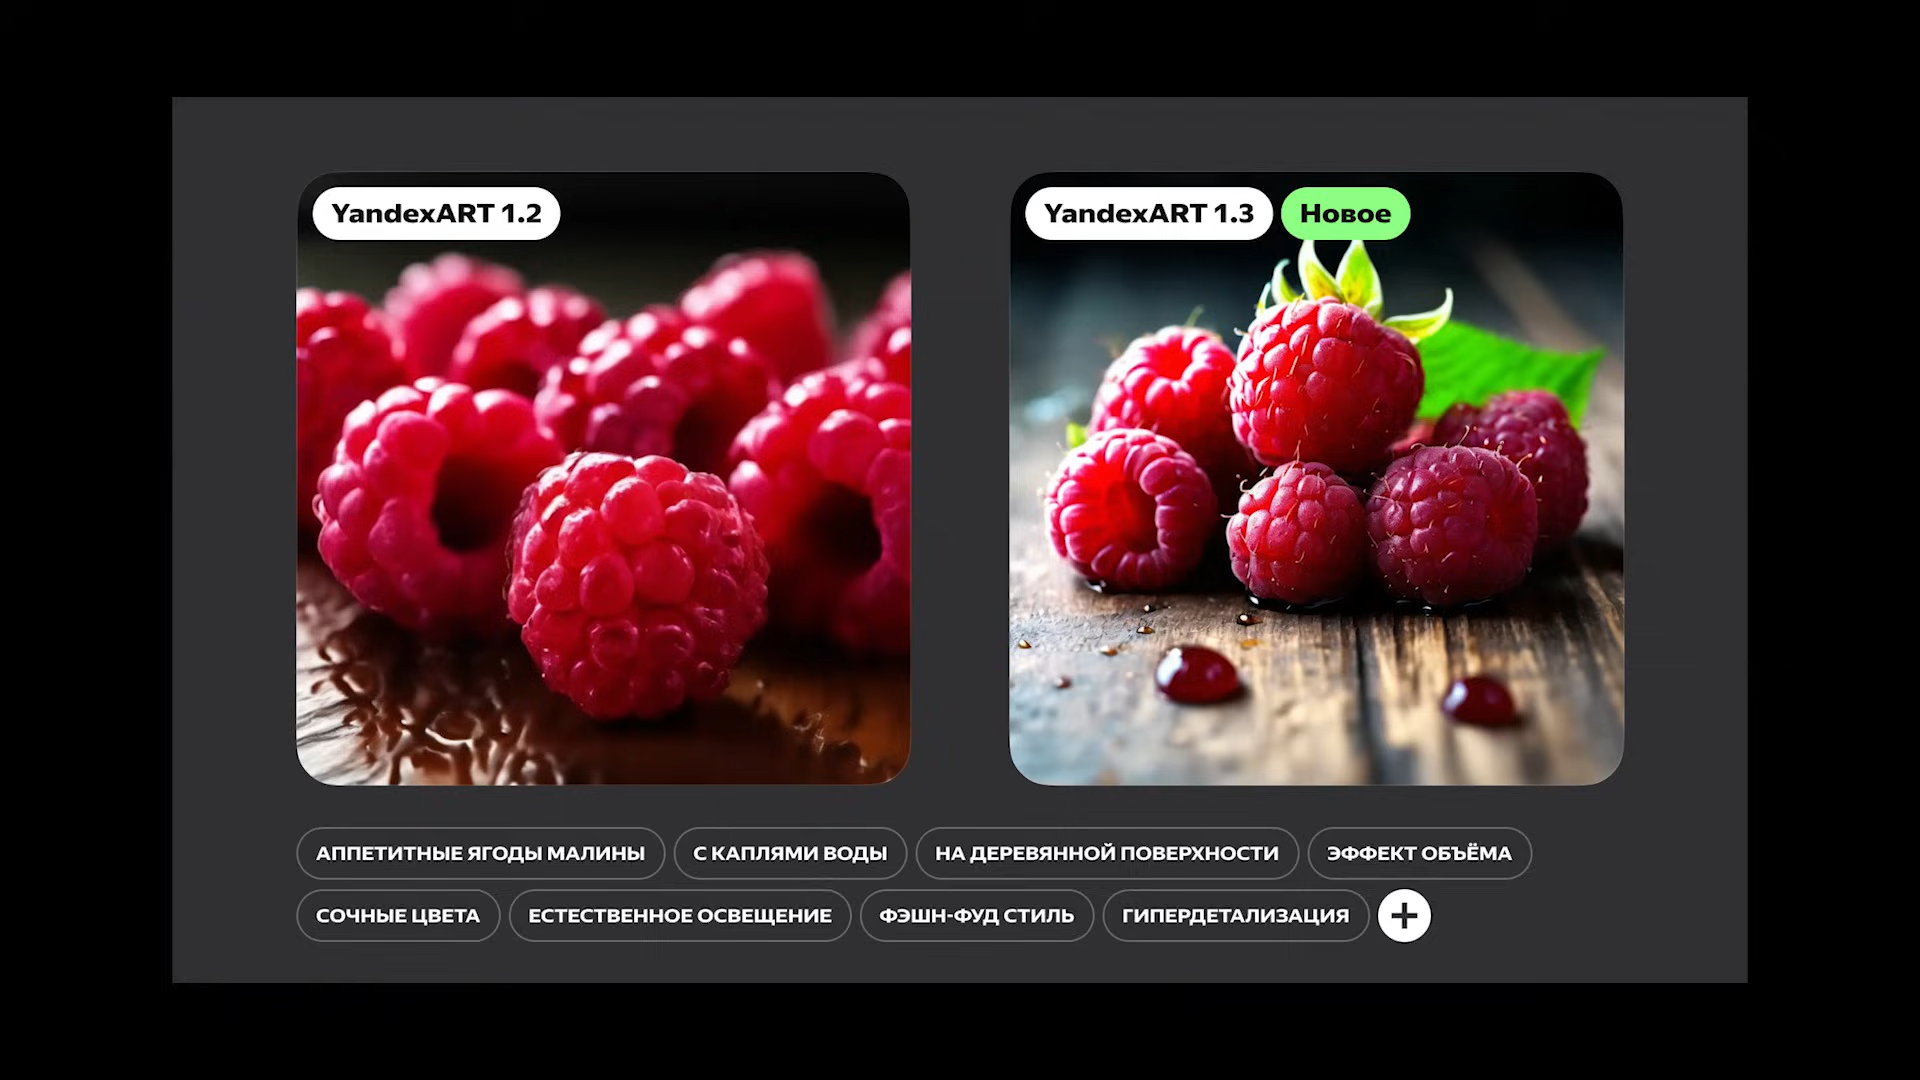 YandexART 1.2
YandexART 1.3 Новое
АППЕТИТНЫЕ ЯГОДЫ МАЛИНЫ С КАПЛЯМИ ВОДЫ НА ДЕРЕВЯННОЙ ПОВЕРХНОСТИ ЭФФЕКТ ОБЪЁМА
СОЧНЫЕ ЦВЕТА ЕСТЕСТВЕННОЕ ОСВЕЩЕНИЕ ФЭШН-ФУД СТИЛЬ ГИПЕРДЕТАЛИЗАЦИЯ +